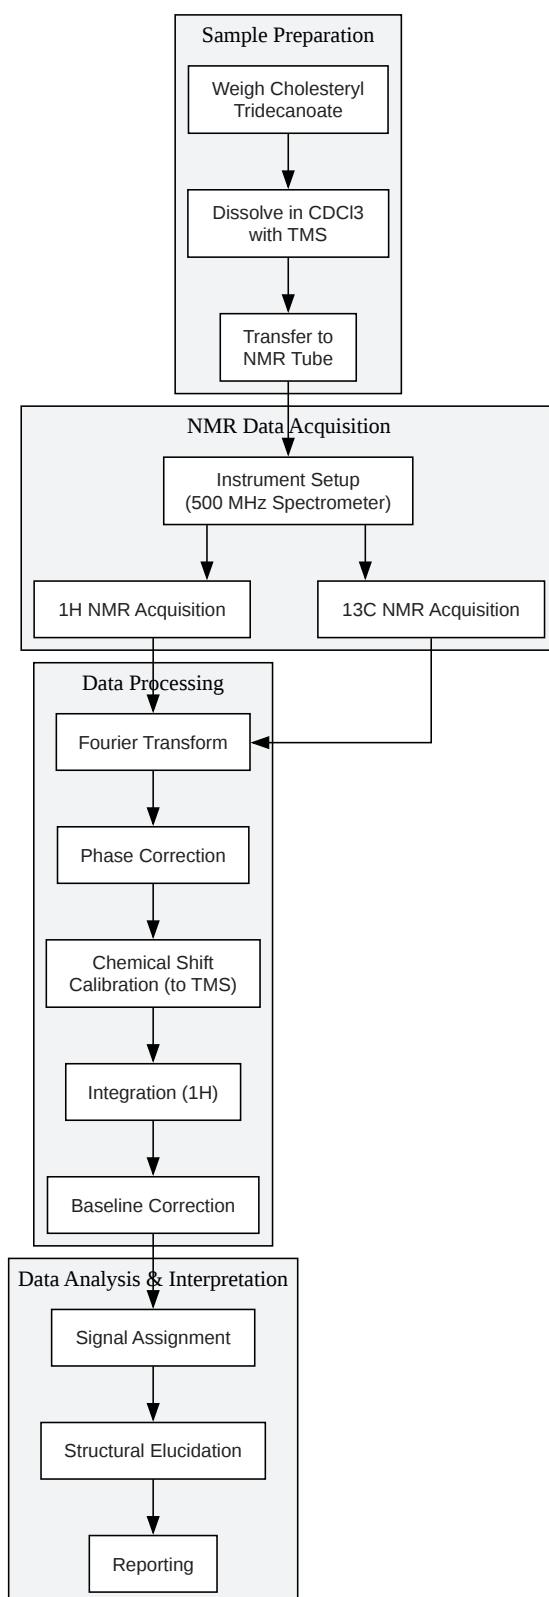 Sample Preparation
Weigh Cholesteryl
Tridecanoate
Dissolve in CDCl3
with TMS
Transfer to
NMR Tube
NMR Data Acquisition
Instrument Setup
(500 MHz Spectrometer)
1H NMR Acquisition
13C NMR Acquisition
Data Processing
Fourier Transform
Phase Correction
Chemical Shift
Calibration (to TMS)
Integration (1H)
Baseline Correction
Data Analysis & Interpretation
Signal Assignment
Structural Elucidation
Reporting